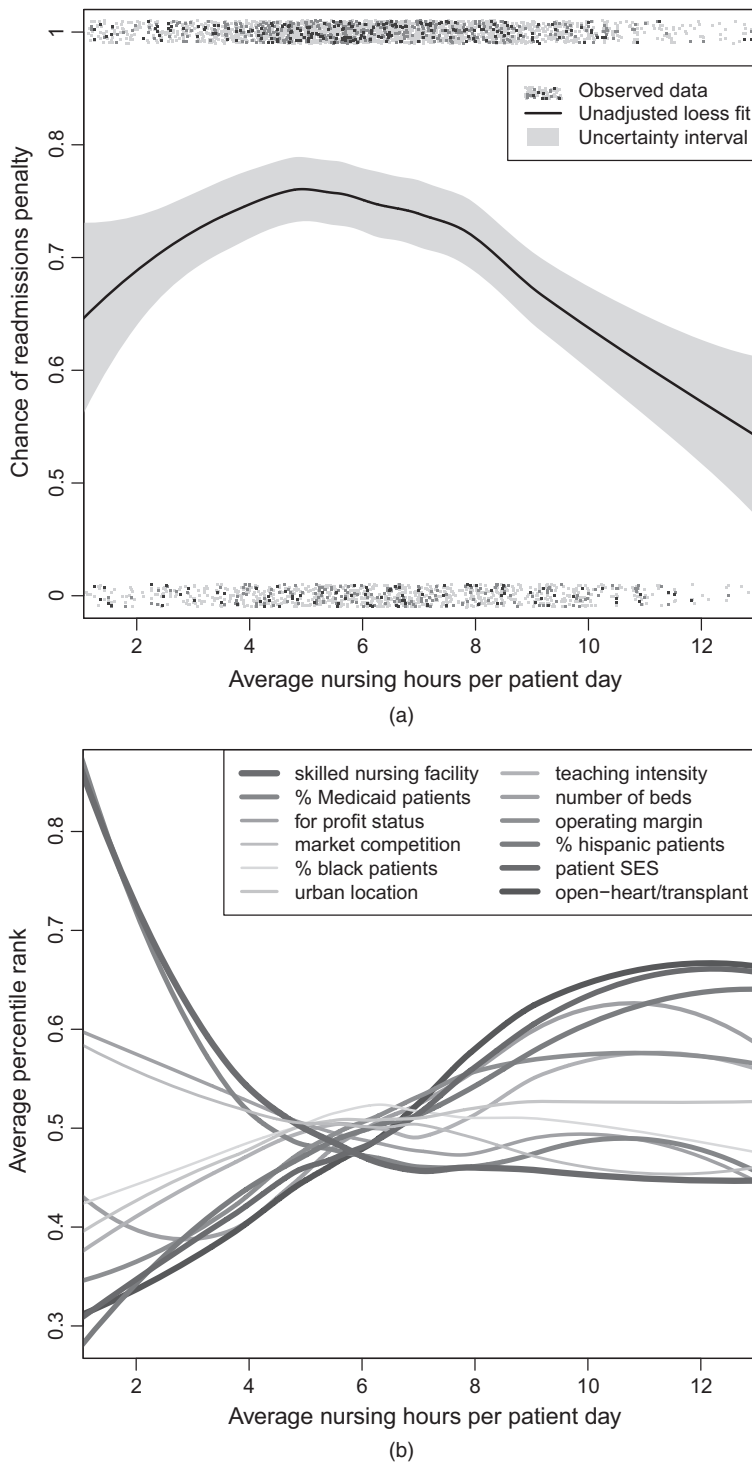 1
0.8
0.7
0.6
0.5
0
Chance of readmissions penalty
Observed data
Unadjusted loess fit
Uncertainty interval
2 4 6 8 10 12
Average nursing hours per patient day
(a)
0.8
0.7
0.6
0.5
0.4
0.3
Average percentile rank
skilled nursing facility
% Medicaid patients
for profit status
market competition
% black patients
urban location
teaching intensity
number of beds
operating margin
% hispanic patients
patient SES
open−heart/transplant
2 4 6 8 10 12
Average nursing hours per patient day
(b)